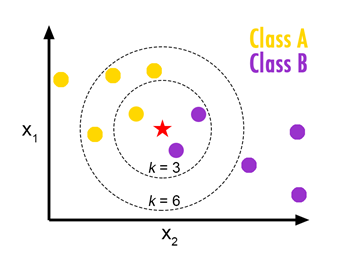 Class A
Class B
x1
k = 3
k = 6
x2